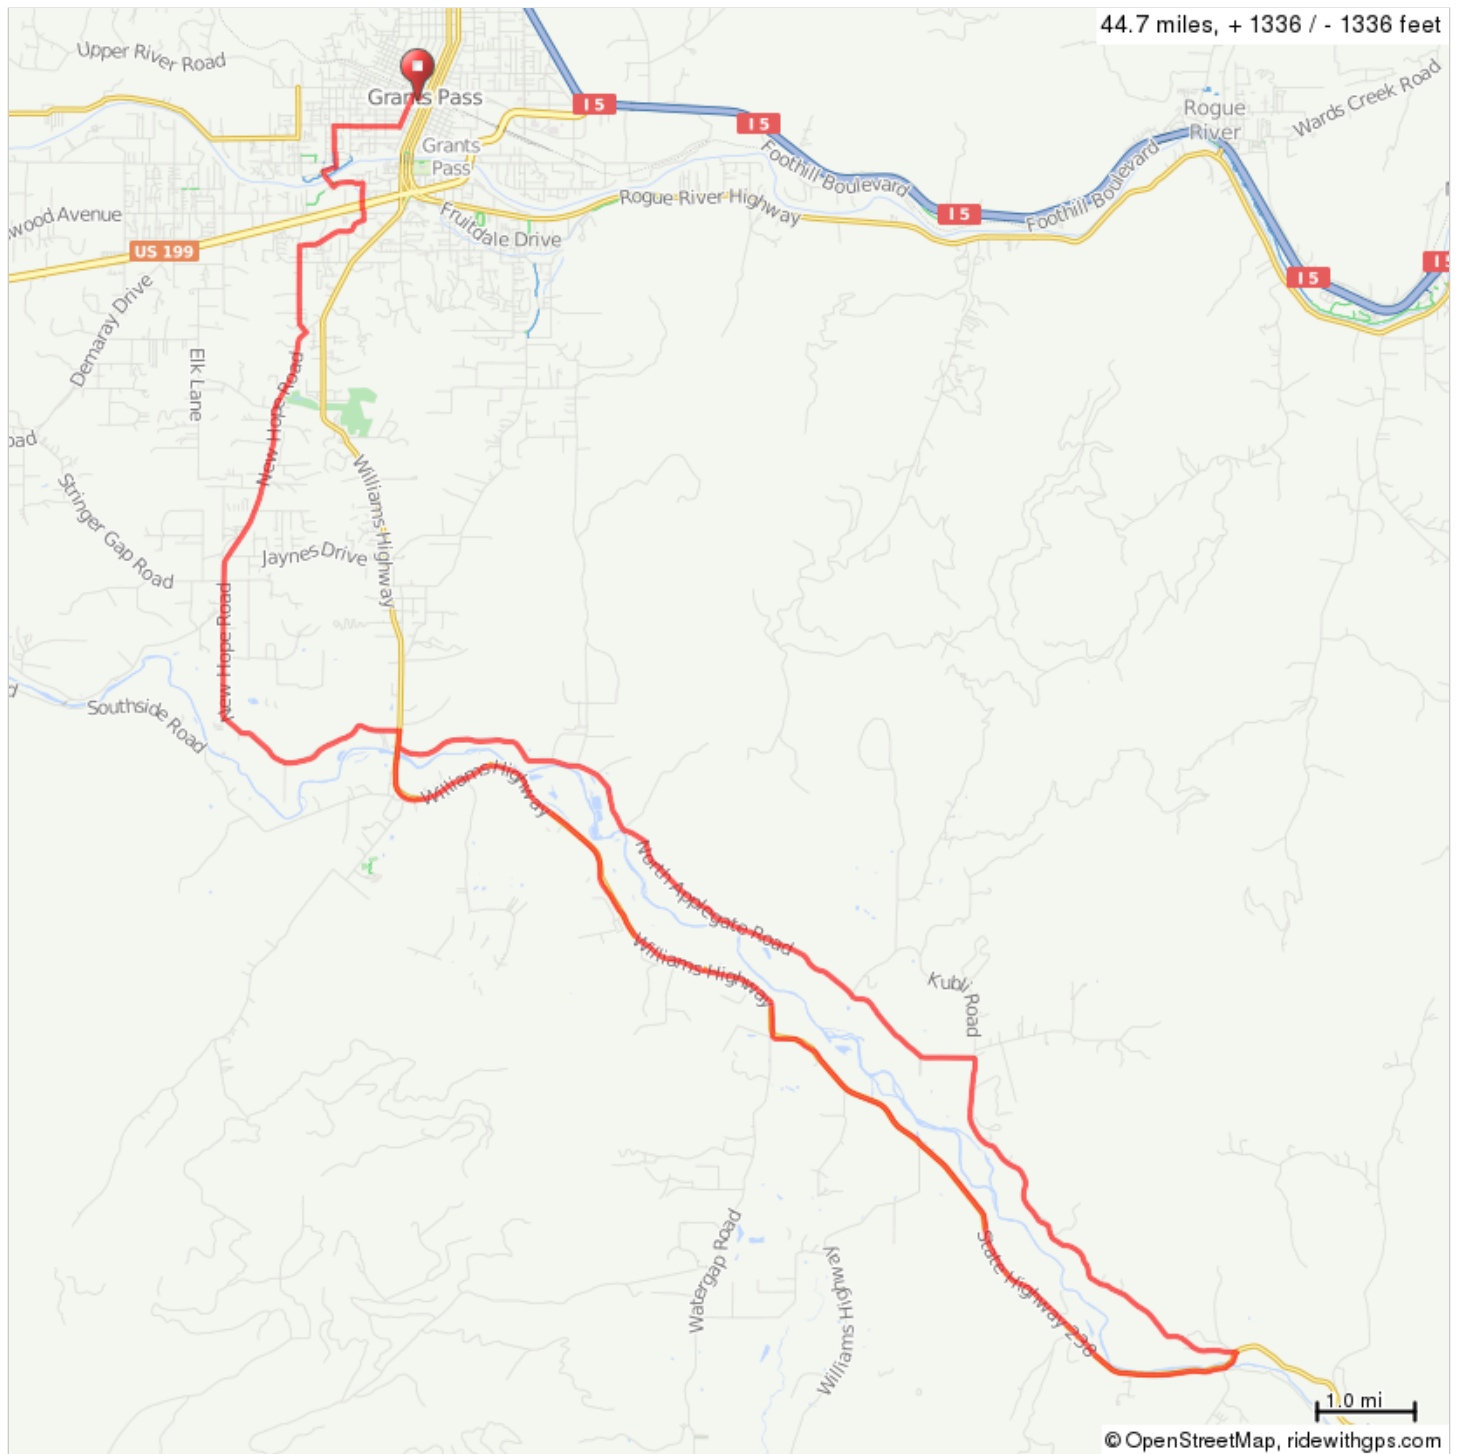 44.7 miles, + 1336 / - 1336 feet
Upper River Road
Grants Pass
I 5
I 5
Rogue
River
Wards Creek Road
Grants
Pass
Foothill Boulevard
Foothill Boulevard
Rogue River Highway
I 5
wood Avenue
Fruitdale Drive
US 199
I 5
I 5
Demaray Drive
Elk Lane
New Hope Road
oad
Williams Highway
Stringer Gap Road
Jaynes Drive
New Hope Road
d
Southside Road
Williams Highway
North Applegate Road
Williams Highway
Kubli Road
Watergap Road
Williams Highway
State Highway 238
1.0 mi
© OpenStreetMap, ridewithgps.com